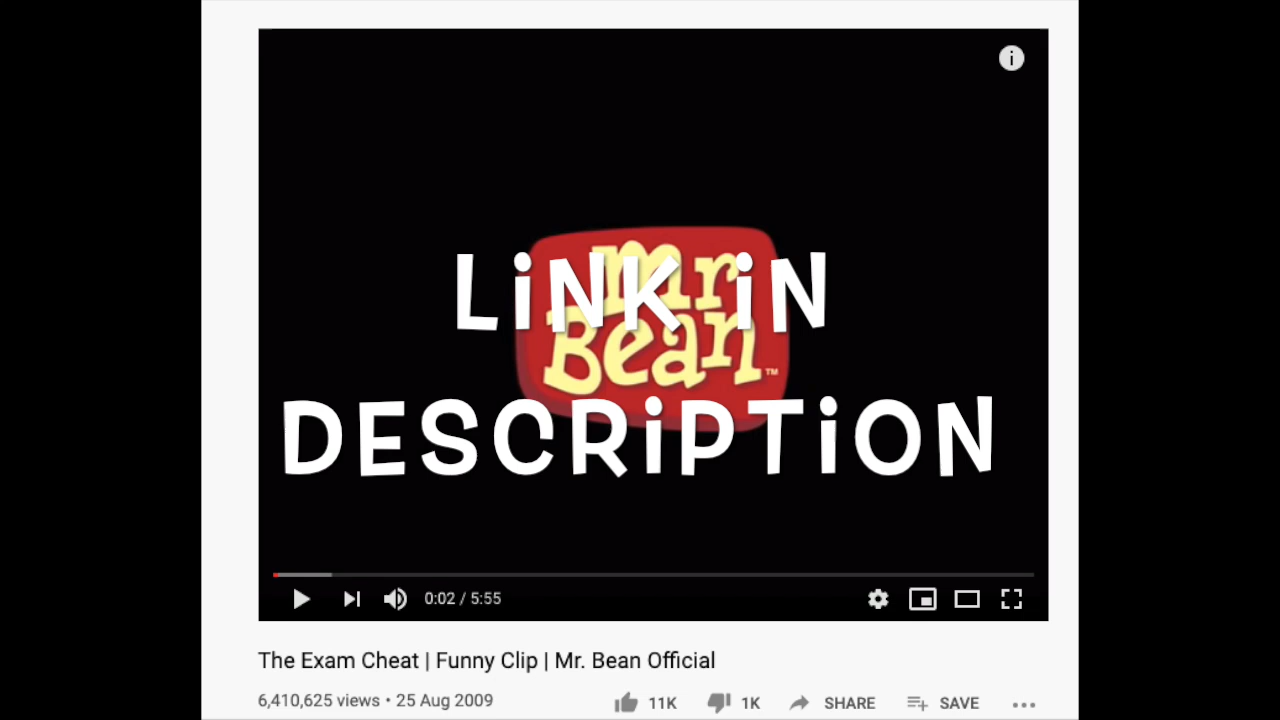 i
mr.
Bean™
LiNK iN
DESCRiPTiON
0:02 / 5:55
The Exam Cheat | Funny Clip | Mr. Bean Official
6,410,625 views • 25 Aug 2009 11K 1K SHARE SAVE